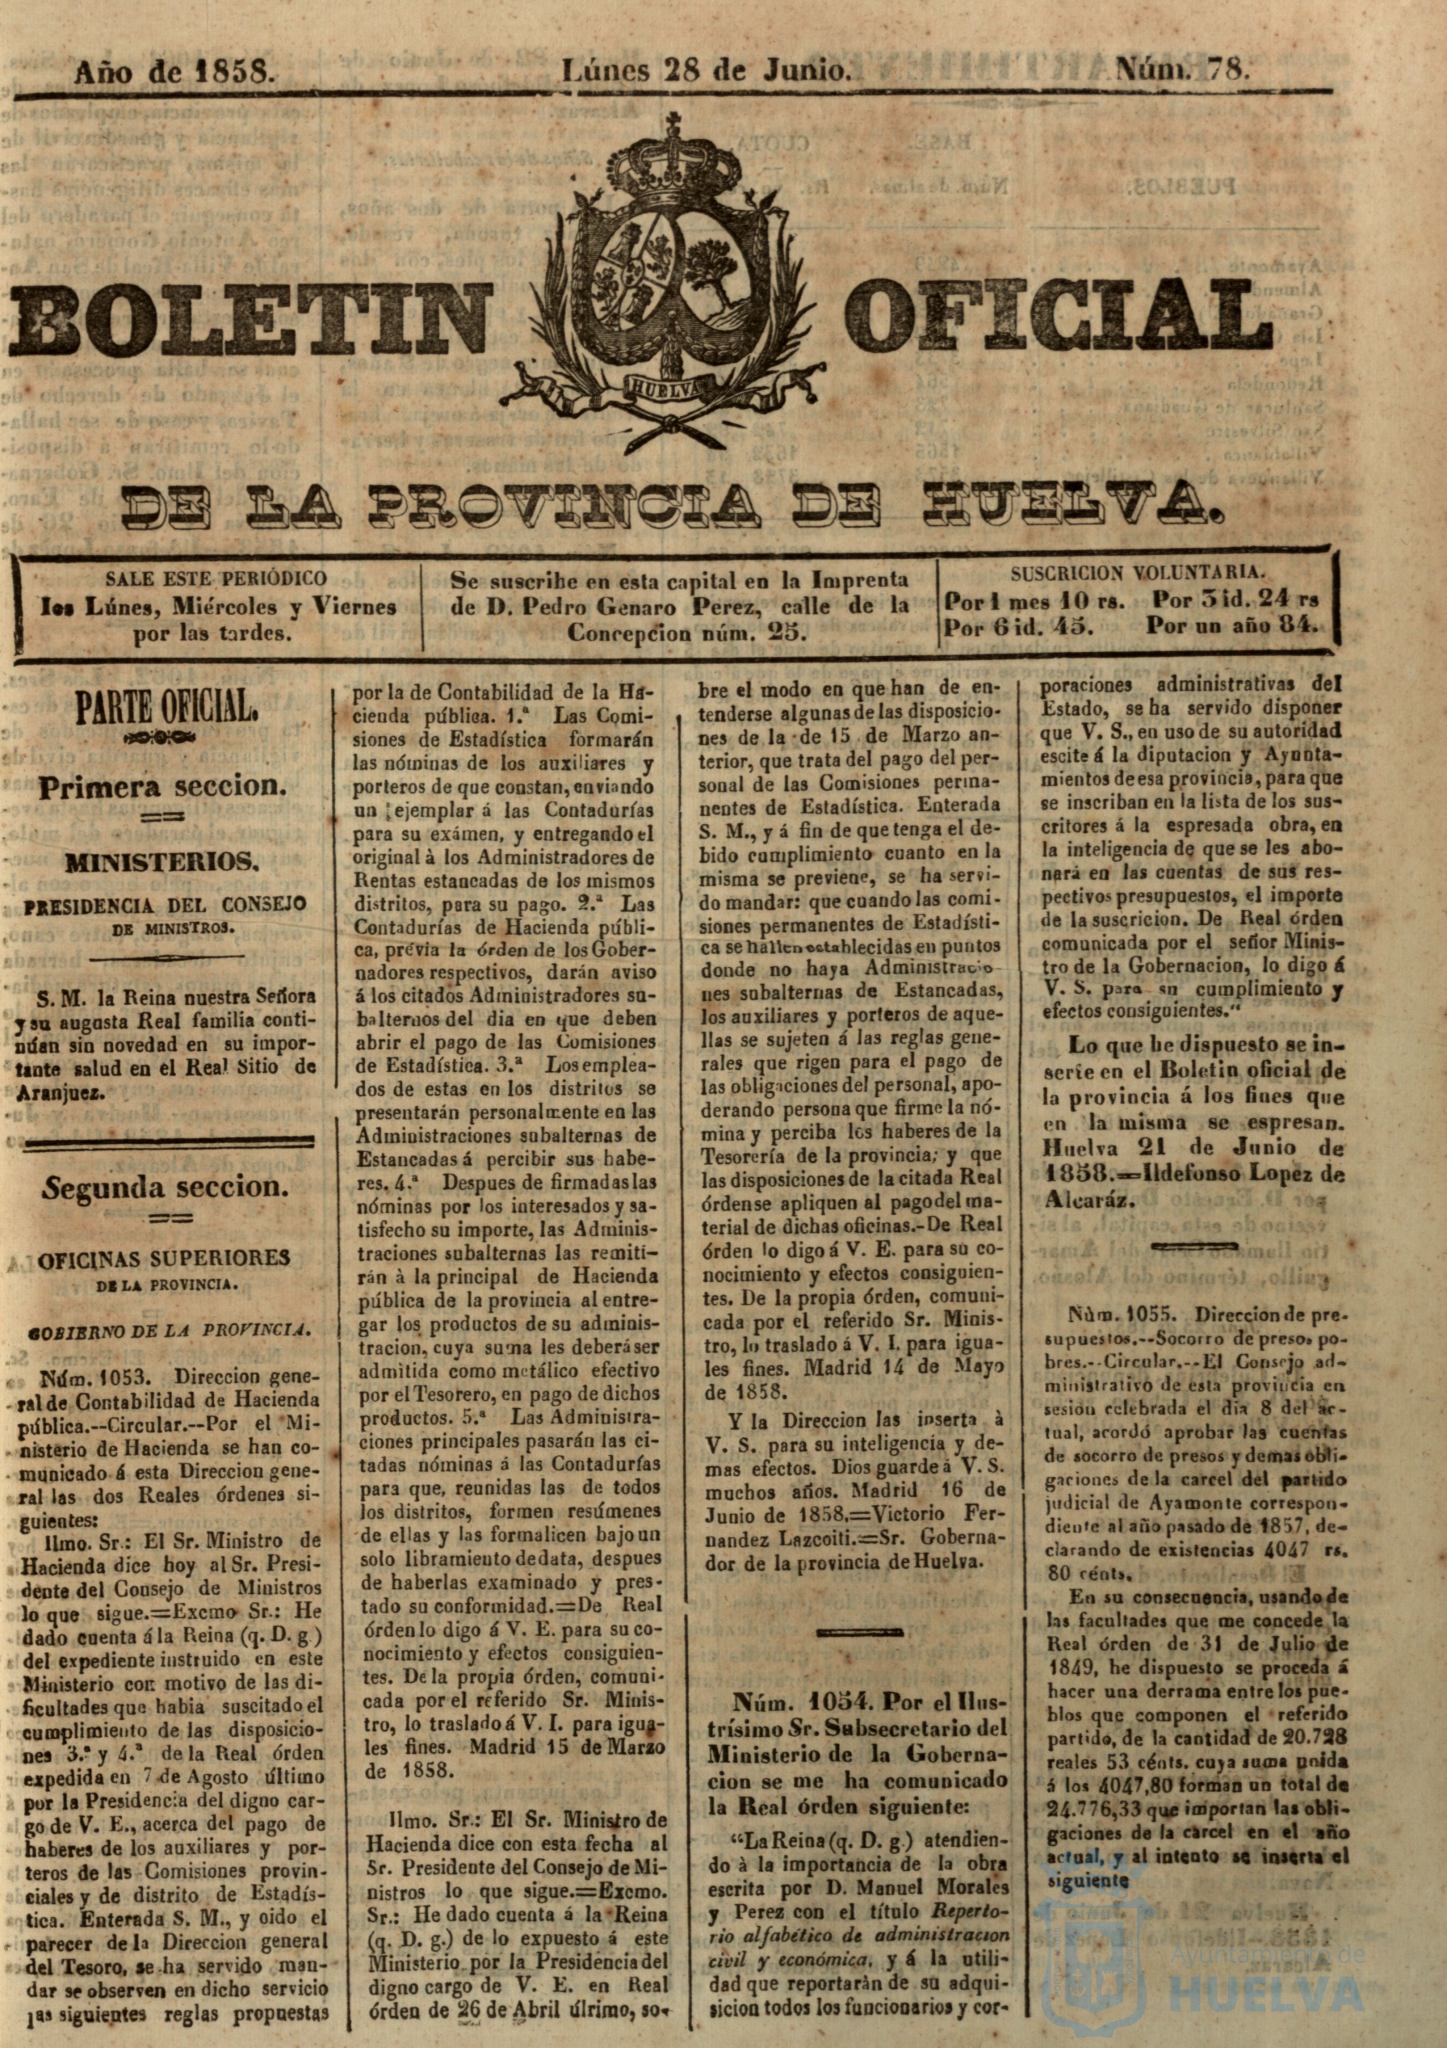 Año de 1858.
Lúnes 28 de Junio.
Núm. 78.
BOLETIN OFICIAL
HUELVA
DE LA PROVINCIA DE HUELVA.
SALE ESTE PERIÓDICO
los Lúnes, Miércoles y Viernes
por las tardes.
Se suscribe en esta capital en la Imprenta
de D. Pedro Genaro Perez, calle de la
Concepcion núm. 25.
SUSCRICION VOLUNTARIA.
Por 1 mes 10 rs. Por 3 id. 24 rs
Por 6 id. 45. Por un año 84.
PARTE OFICIAL.
Primera seccion.
MINISTERIOS.
PRESIDENCIA DEL CONSEJO
DE MINISTROS.
S. M. la Reina nuestra Señora
y su augusta Real familia conti-
núan sin novedad en su impor-
tante salud en el Real Sitio de
Aranjuez.
Segunda seccion.
OFICINAS SUPERIORES
DE LA PROVINCIA.
GOBIERNO DE LA PROVINCIA.
Núm. 1053. Direccion gene-
ral de Contabilidad de Hacienda
pública.--Circular.--Por el Mi-
nisterio de Hacienda se han co-
municado á esta Direccion gene-
ral las dos Reales órdenes si-
guientes:
Ilmo. Sr.: El Sr. Ministro de
Hacienda dice hoy al Sr. Presi-
dente del Consejo de Ministros
lo que sigue.=Excmo Sr.: He
dado cuenta á la Reina (q. D. g )
del expediente instruido en este
Ministerio con motivo de las di-
ficultades que habia suscitado el
cumplimiento de las disposicio-
nes 3.ª y 4.ª de la Real órden
expedida en 7 de Agosto último
por la Presidencia del digno car-
go de V. E., acerca del pago de
haberes de los auxiliares y por-
teros de las Comisiones provin-
ciales y de distrito de Estadís-
tica. Enterada S. M., y oido el
parecer de la Direccion general
del Tesoro, se ha servido man-
dar se observen en dicho servicio
las siguientes reglas propuestas
por la de Contabilidad de la Ha-
cienda pública. 1.ª Las Comi-
siones de Estadística formarán
las nóminas de los auxiliares y
porteros de que constan, enviando
un ejemplar á las Contadurías
para su exámen, y entregando el
original à los Administradores de
Rentas estancadas de los mismos
distritos, para su pago. 2.ª Las
Contadurías de Hacienda públi-
ca, prévia la órden de los Gober-
nadores respectivos, darán aviso
á los citados Administradores su-
balternos del dia en que deben
abrir el pago de las Comisiones
de Estadística. 3.ª Los emplea-
dos de estas en los distritos se
presentarán personalmente en las
Administraciones subalternas de
Estancadas á percibir sus habe-
res. 4.ª Despues de firmadas las
nóminas por los interesados y sa-
tisfecho su importe, las Adminis-
traciones subalternas las remiti-
rán à la principal de Hacienda
pública de la provincia al entre-
gar los productos de su adminis-
tracion, cuya suma les deberá ser
admitida como metálico efectivo
por el Tesorero, en pago de dichos
productos. 5.ª Las Administra-
ciones principales pasarán las ci-
tadas nóminas á las Contadurías
para que, reunidas las de todos
los distritos, formen resúmenes
de ellas y las formalicen bajo un
solo libramiento de data, despues
de haberlas examinado y pres-
tado su conformidad.=De Real
órden lo digo á V. E. para su co-
nocimiento y efectos consiguien-
tes. De la propia órden, comuni-
cada por el referido Sr. Minis-
tro, lo traslado á V. I. para igua-
les fines. Madrid 15 de Marzo
de 1858.
Ilmo. Sr.: El Sr. Ministro de
Hacienda dice con esta fecha al
Sr. Presidente del Consejo de Mi-
nistros lo que sigue.=Excmo.
Sr.: He dado cuenta á la Reina
(q. D. g.) de lo expuesto á este
Ministerio por la Presidencia del
digno cargo de V. E. en Real
órden de 26 de Abril úlrimo, so-
bre el modo en que han de en-
tenderse algunas de las disposicio-
nes de la de 15 de Marzo an-
terior, que trata del pago del per-
sonal de las Comisiones perma-
nentes de Estadística. Enterada
S. M., y á fin de que tenga el de-
bido cumplimiento cuanto en la
misma se previene, se ha servi-
do mandar: que cuando las comi-
siones permanentes de Estadísti-
ca se hallen establecidas en puntos
donde no haya Administracio
nes subalternas de Estancadas,
los auxiliares y porteros de aque-
llas se sujeten á las reglas gene-
rales que rigen para el pago de
las obligaciones del personal, apo-
derando persona que firme la nó-
mina y perciba los haberes de la
Tesorería de la provincia; y que
las disposiciones de la citada Real
órdense apliquen al pago del ma-
terial de dichas oficinas.-De Real
órden lo digo á V. E. para su co-
nocimiento y efectos consiguien-
tes. De la propia órden, comuni-
cada por el referido Sr. Minis-
tro, lo traslado á V. I. para igua-
les fines. Madrid 14 de Mayo
de 1858.
Y la Direccion las inserta à
V. S. para su inteligencia y de-
mas efectos. Dios guarde à V. S.
muchos años. Madrid 16 de
Junio de 1858.=Victorio Fer-
nandez Lazcoiti.=Sr. Goberna-
dor de la provincia de Huelva.
Núm. 1054. Por el Ilus-
trísimo Sr. Subsecretario del
Ministerio de la Goberna-
cion se me ha comunicado
la Real órden siguiente:
“La Reina (q. D. g.) atendien-
do à la importancia de la obra
escrita por D. Manuel Morales
y Perez con el título Reperto-
rio alfabético de administracion
civil y económica, y á la utili-
dad que reportarán de su adqui-
sicion todos los funcionarios y cor-
poraciones administrativas del
Estado, se ha servido disponer
que V. S., en uso de su autoridad
escite á la diputacion y Ayunta-
mientos de esa provincia, para que
se inscriban en la lista de los sus-
critores á la espresada obra, en
la inteligencia de que se les abo-
nará en las cuentas de sus res-
pectivos presupuestos, el importe
de la suscricion. De Real órden
comunicada por el señor Minis-
tro de la Gobernacion, lo digo á
V. S. para su cumplimiento y
efectos consiguientes.“
Lo que he dispuesto se in-
serte en el Boletin oficial de
la provincia á los fines que
en la misma se espresan.
Huelva 21 de Junio de
1858.=Ildefonso Lopez de
Alcaráz.
Núm. 1055. Direccion de pre-
supuestos.--Socorro de presos po-
bres.--Circular.--El Consejo ad-
ministrativo de esta provincia en
sesion celebrada el dia 8 del ac-
tual, acordó aprobar las cuentas
de socorro de presos y demas obli-
gaciones de la carcel del partido
judicial de Ayamonte correspon-
diente al año pasado de 1857, de-
clarando de existencias 4047 rs.
80 cénts.
En su consecuencia, usando de
las facultades que me concede la
Real órden de 31 de Julio de
1849, he dispuesto se proceda á
hacer una derrama entre los pue-
blos que componen el referido
partido, de la cantidad de 20.728
reales 53 cénts. cuya suma unida
á los 4047,80 forman un total de
24.776,33 que importan las obli-
gaciones de la carcel en el año
actual, y al intento se inserta el
siguiente
Ayuntamiento de
HUELVA